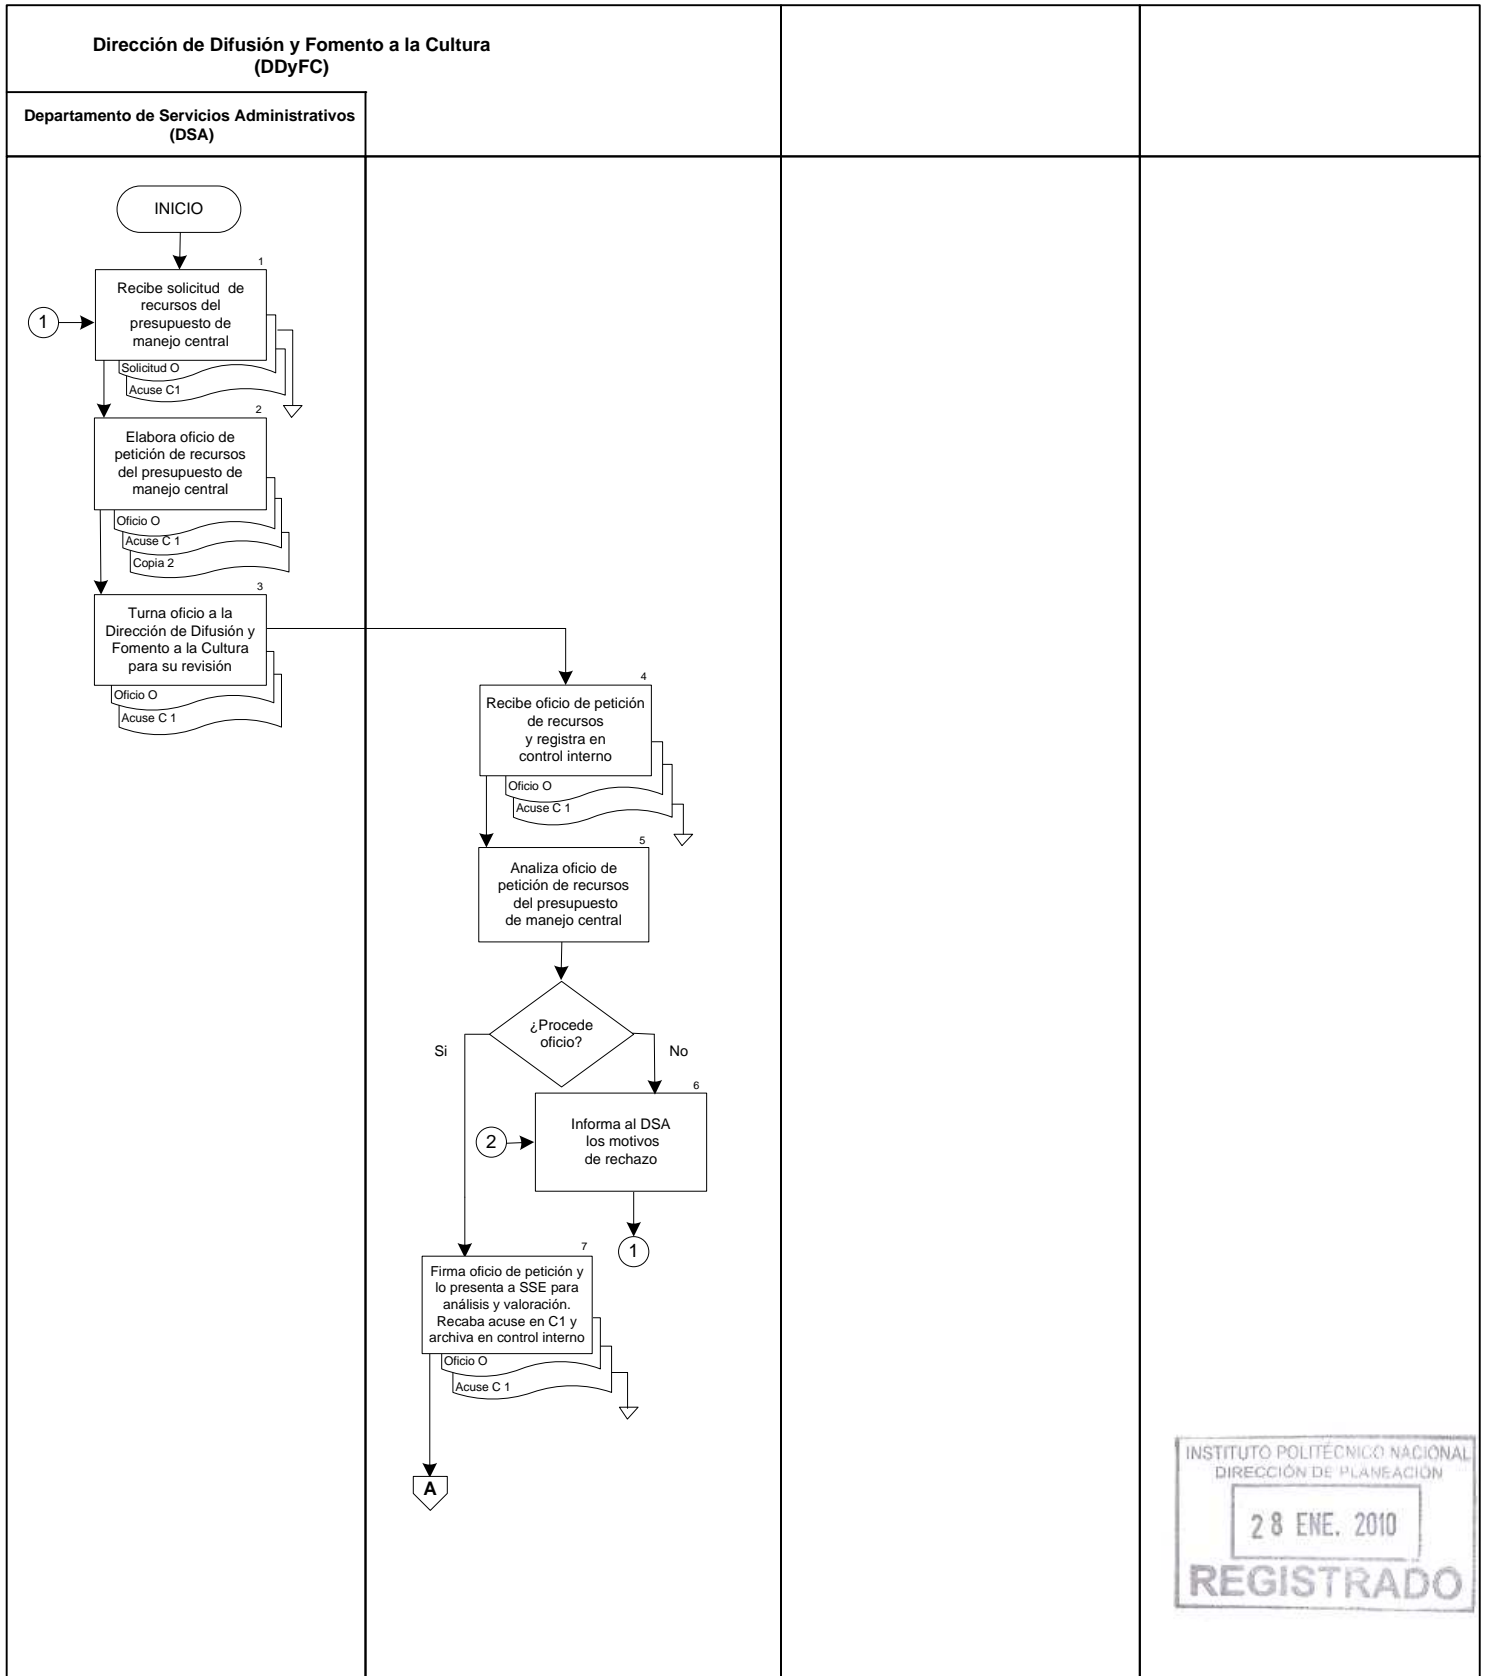 Dirección de Difusión y Fomento a la Cultura
(DDyFC)
Departamento de Servicios Administrativos
(DSA)
INICIO
1
Recibe solicitud de
recursos del
presupuesto de
manejo central
1
Solicitud O
Acuse C1
2
Elabora oficio de
petición de recursos
del presupuesto de
manejo central
Oficio O
Acuse C 1
Copia 2
3
Turna oficio a la
Dirección de Difusión y
Fomento a la Cultura
para su revisión
Oficio O
Acuse C 1
4
Recibe oficio de petición
de recursos
y registra en
control interno
Oficio O
Acuse C 1
5
Analiza oficio de
petición de recursos
del presupuesto
de manejo central
¿Procede
oficio?
Si
No
6
Informa al DSA
los motivos
de rechazo
2
1
7
Firma oficio de petición y
lo presenta a SSE para
análisis y valoración.
Recaba acuse en C1 y
archiva en control interno
Oficio O
Acuse C 1
A
INSTITUTO POLITÉCNICO NACIONAL
DIRECCIÓN DE PLANEACIÓN
28 ENE. 2010
REGISTRADO